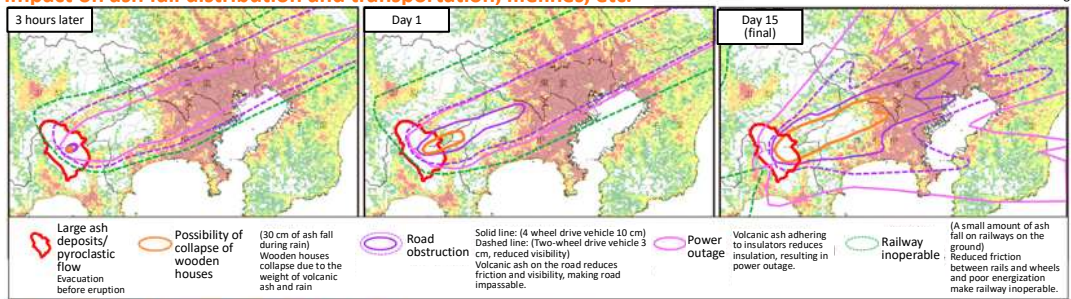 Impact on ash fall distribution and transportation, lifelines, etc.
3 hours later
Day 1
Day 15
(final)
Large ash
deposits/
pyroclastic
flow
Evacuation
before eruption
Possibility of
collapse of
wooden
houses
(30 cm of ash fall
during rain)
Wooden houses
collapse due to the
weight of volcanic
ash and rain
Road
obstruction
Solid line: (4 wheel drive vehicle 10 cm)
Dashed line: (Two-wheel drive vehicle 3
cm, reduced visibility)
Volcanic ash on the road reduces
friction and visibility, making road
impassable.
Power
outage
Volcanic ash adhering
to insulators reduces
insulation, resulting in
power outage.
Railway
inoperable
(A small amount of ash
fall on railways on the
ground)
Reduced friction
between rails and wheels
and poor energization
make railway inoperable.